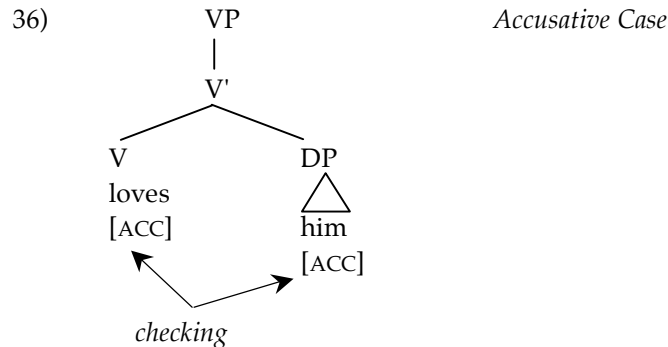 36) VP Accusative Case
V'
V DP
loves
[ACC] him
[ACC]
checking